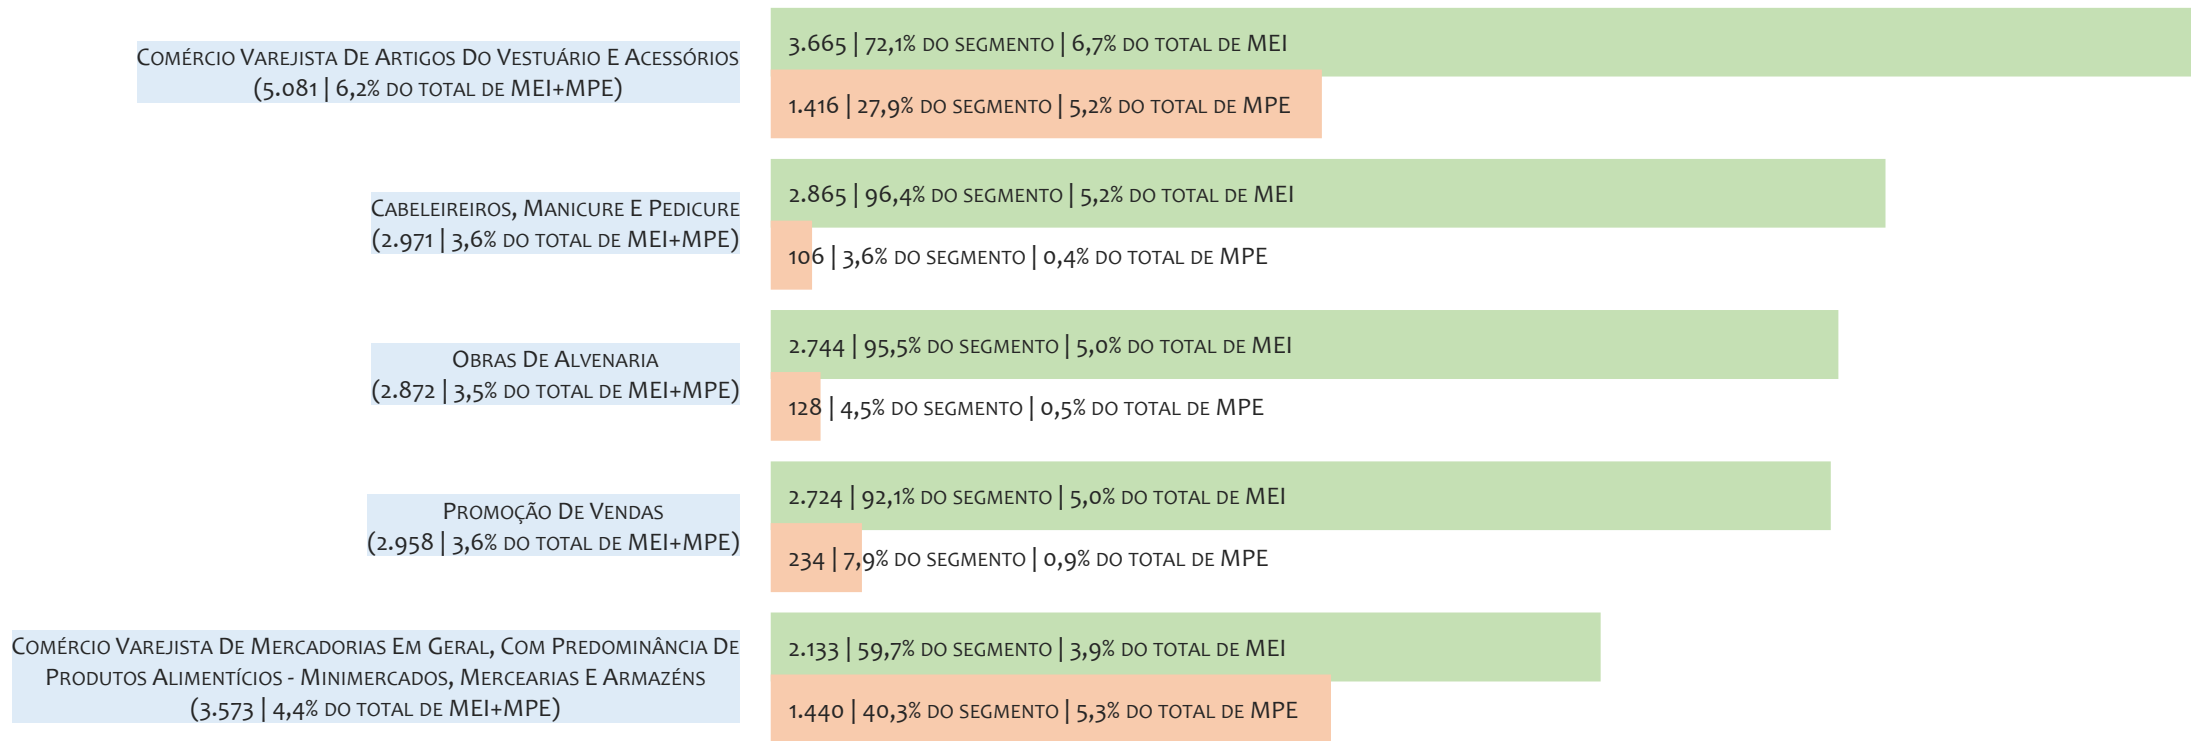 Comércio Varejista De Artigos Do Vestuário E Acessórios
(5.081 | 6,2% do total de MEI+MPE)
3.665 | 72,1% do segmento | 6,7% do total de MEI
1.416 | 27,9% do segmento | 5,2% do total de MPE
Cabeleireiros, Manicure E Pedicure
(2.971 | 3,6% do total de MEI+MPE)
2.865 | 96,4% do segmento | 5,2% do total de MEI
106 | 3,6% do segmento | 0,4% do total de MPE
Obras De Alvenaria
(2.872 | 3,5% do total de MEI+MPE)
2.744 | 95,5% do segmento | 5,0% do total de MEI
128 | 4,5% do segmento | 0,5% do total de MPE
Promoção De Vendas
(2.958 | 3,6% do total de MEI+MPE)
2.724 | 92,1% do segmento | 5,0% do total de MEI
234 | 7,9% do segmento | 0,9% do total de MPE
Comércio Varejista De Mercadorias Em Geral, Com Predominância De
Produtos Alimentícios - Minimercados, Mercearias E Armazéns
(3.573 | 4,4% do total de MEI+MPE)
2.133 | 59,7% do segmento | 3,9% do total de MEI
1.440 | 40,3% do segmento | 5,3% do total de MPE